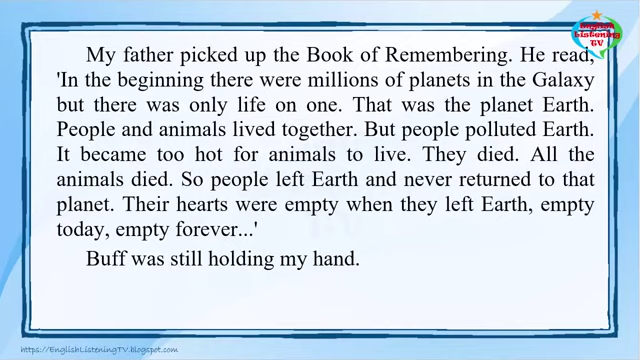 English
Listening
TV
My father picked up the Book of Remembering. He read,
'In the beginning there were millions of planets in the Galaxy
but there was only life on one. That was the planet Earth.
People and animals lived together. But people polluted Earth.
It became too hot for animals to live. They died. All the
animals died. So people left Earth and never returned to that
planet. Their hearts were empty when they left Earth, empty
today, empty forever...'
Buff was still holding my hand.
https://EnglishListeningTV.blogspot.com